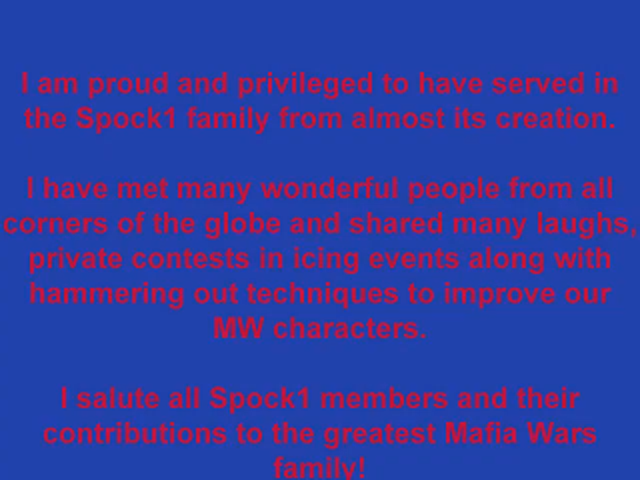 I am proud and privileged to have served in
the Spock1 family from almost its creation.
I have met many wonderful people from all
corners of the globe and shared many laughs,
private contests in icing events along with
hammering out techniques to improve our
MW characters.
I salute all Spock1 members and their
contributions to the greatest Mafia Wars
family!